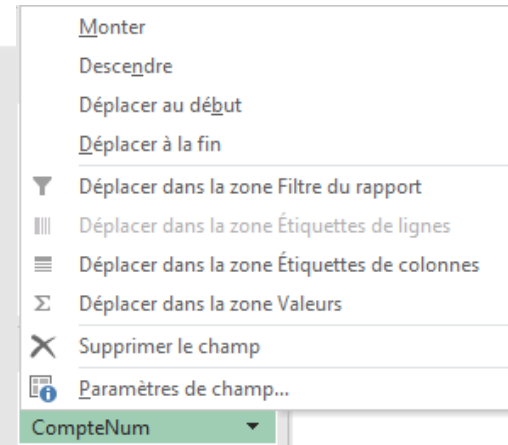 Monter
Descendre
Déplacer au début
Déplacer à la fin
Déplacer dans la zone Filtre du rapport
Déplacer dans la zone Étiquettes de lignes
Déplacer dans la zone Étiquettes de colonnes
Déplacer dans la zone Valeurs
Supprimer le champ
Paramètres de champ...
CompteNum